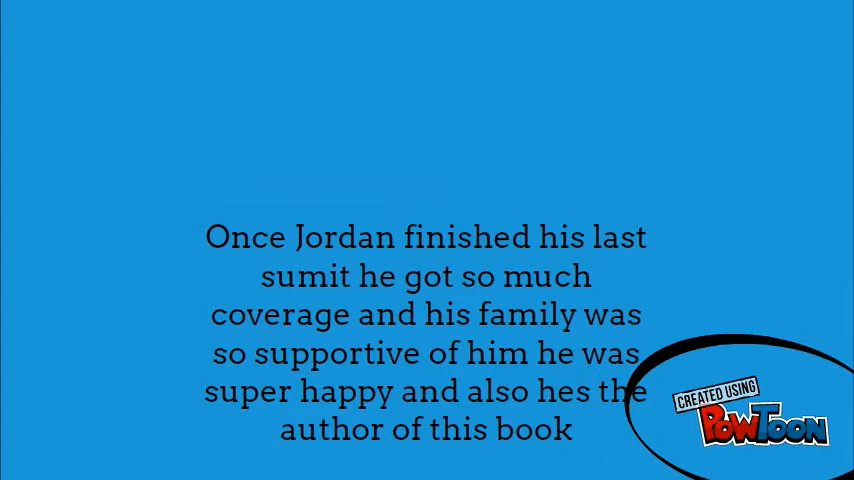 Once Jordan finished his last
sumit he got so much
coverage and his family was
so supportive of him he was
super happy and also hes the
author of this book
CREATED USING
POWTOON